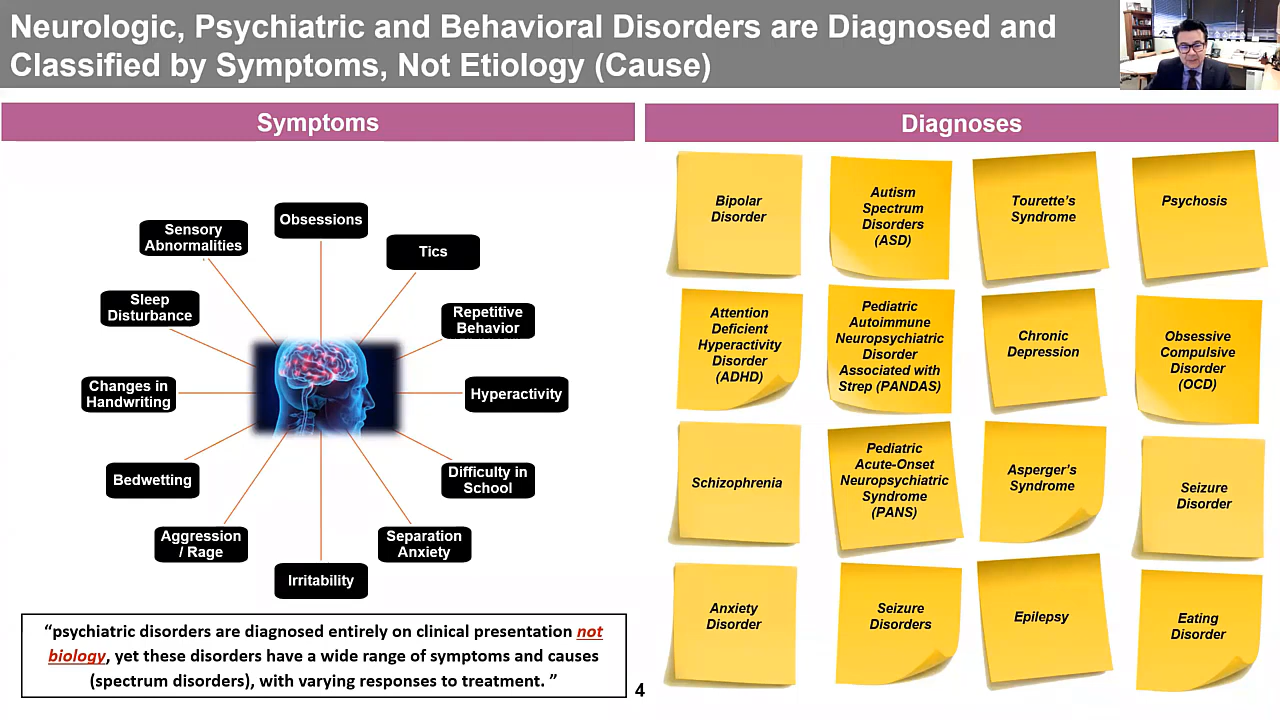 Neurologic, Psychiatric and Behavioral Disorders are Diagnosed and
Classified by Symptoms, Not Etiology (Cause)
Symptoms
Obsessions
Sensory
Abnormalities
Tics
Sleep
Disturbance
Repetitive
Behavior
Changes in
Handwriting
Hyperactivity
Bedwetting
Difficulty in
School
Aggression
/ Rage
Separation
Anxiety
Irritability
“psychiatric disorders are diagnosed entirely on clinical presentation not
biology, yet these disorders have a wide range of symptoms and causes
(spectrum disorders), with varying responses to treatment. ”
4
Diagnoses
Bipolar
Disorder
Autism
Spectrum
Disorders
(ASD)
Tourette’s
Syndrome
Psychosis
Attention
Deficient
Hyperactivity
Disorder
(ADHD)
Pediatric
Autoimmune
Neuropsychiatric
Disorder
Associated with
Strep (PANDAS)
Chronic
Depression
Obsessive
Compulsive
Disorder
(OCD)
Schizophrenia
Pediatric
Acute-Onset
Neuropsychiatric
Syndrome
(PANS)
Asperger’s
Syndrome
Seizure
Disorder
Anxiety
Disorder
Seizure
Disorders
Epilepsy
Eating
Disorder